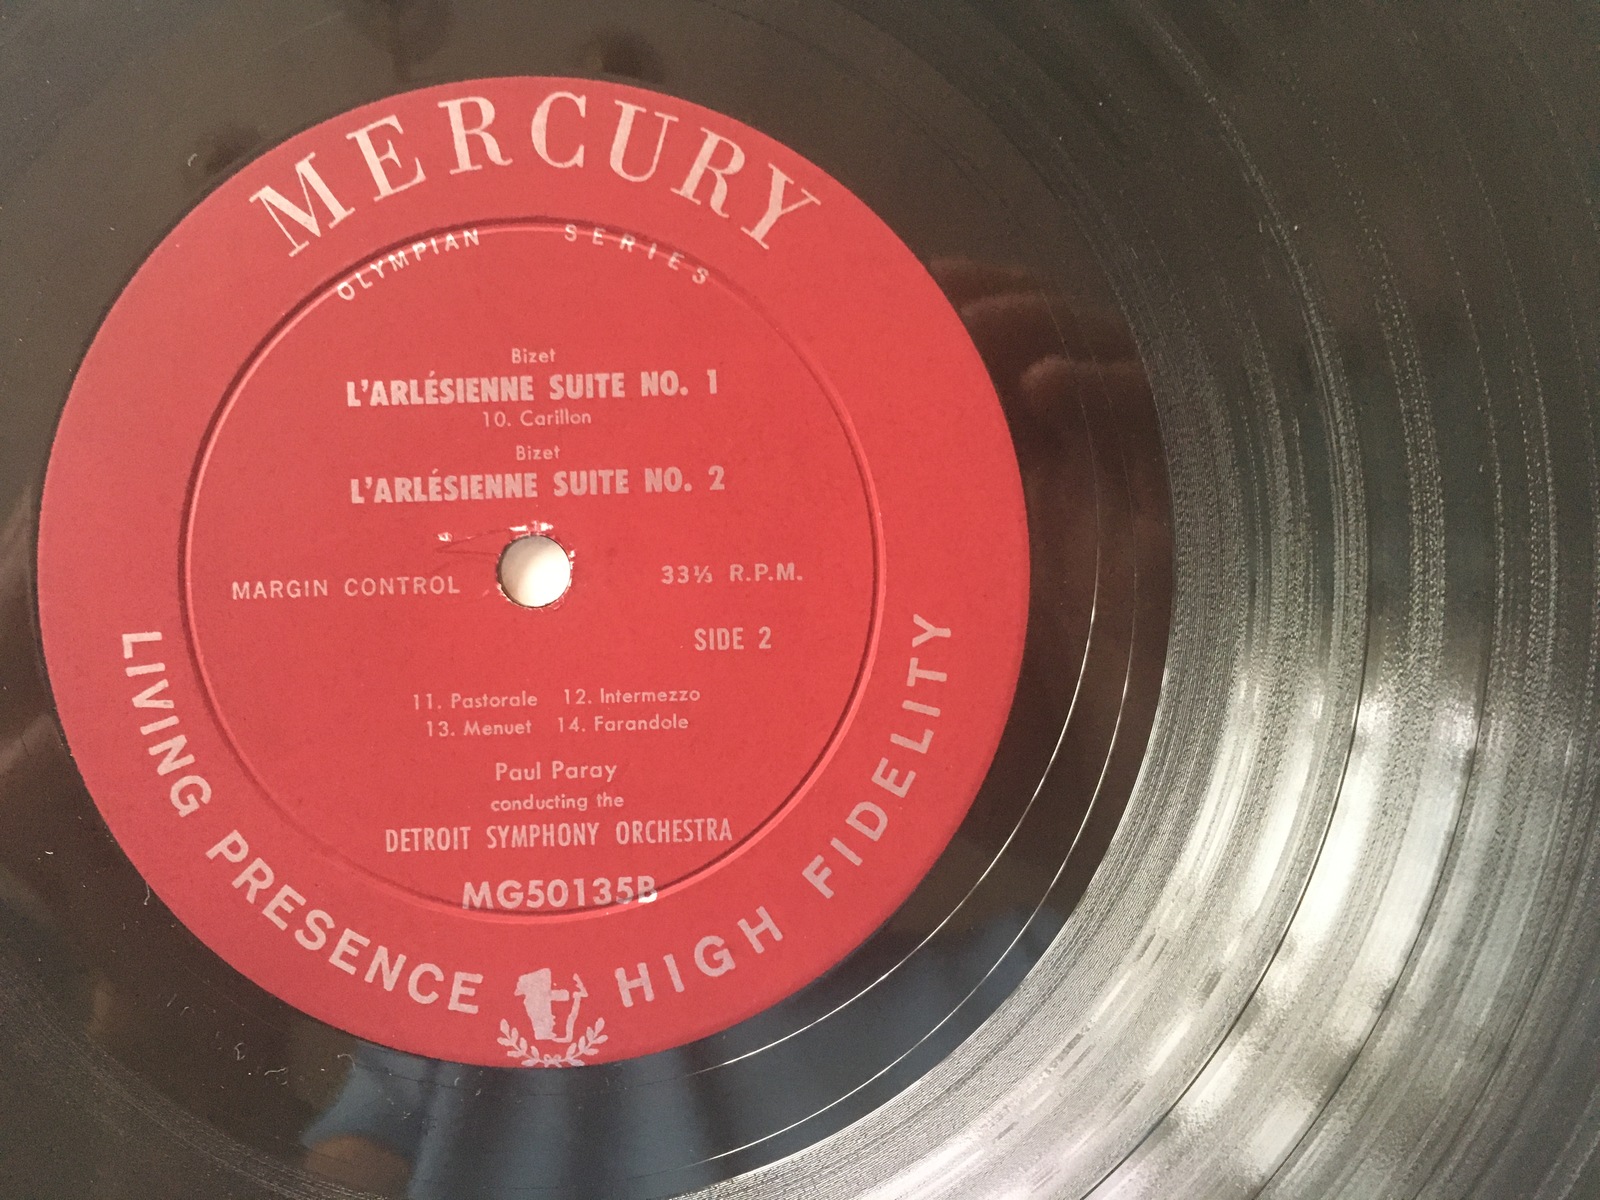 MERCURY
OLYMPIAN SERIES
Bizet
L'ARLÉSIENNE SUITE NO. 1
10. Carillon
Bizet
L'ARLÉSIENNE SUITE NO. 2
MARGIN CONTROL
33⅓ R.P.M.
SIDE 2
11. Pastorale 12. Intermezzo
13. Menuet 14. Farandole
Paul Paray
conducting the
DETROIT SYMPHONY ORCHESTRA
MG50135B
LIVING PRESENCE HIGH FIDELITY